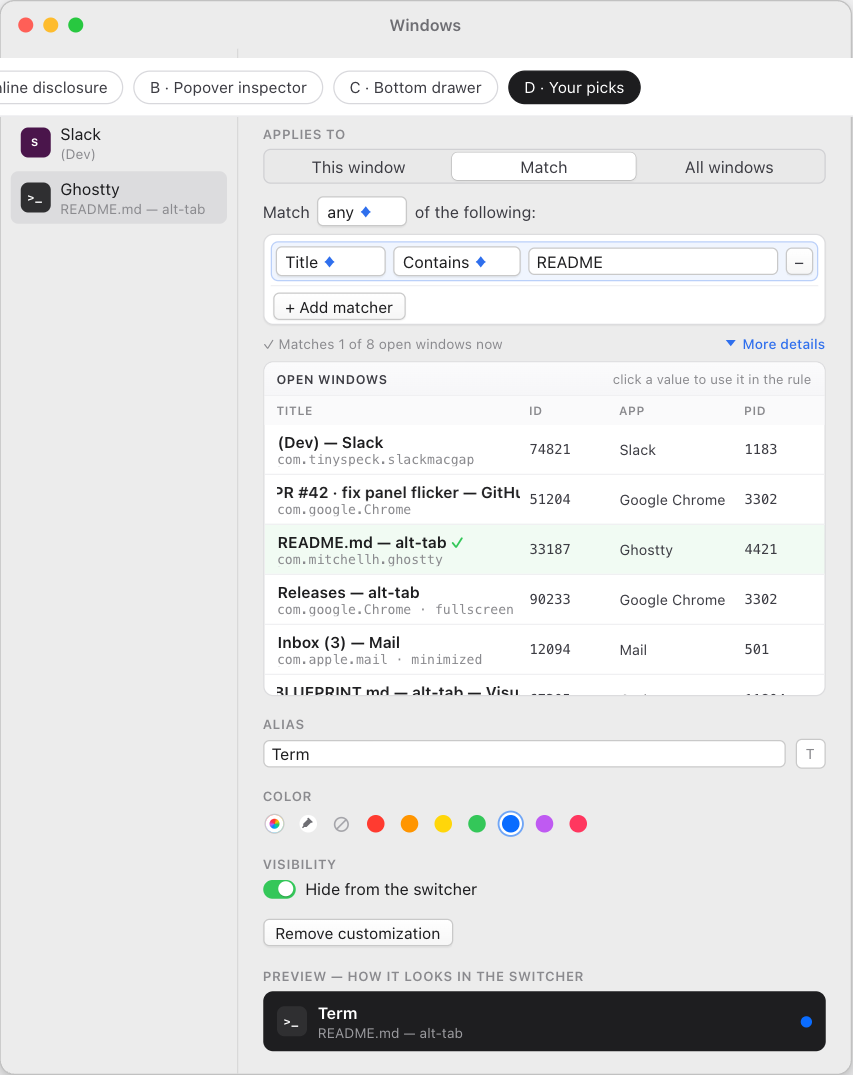 Windows
line disclosure
B · Popover inspector
C · Bottom drawer
D · Your picks
S
Slack
(Dev)
>_
Ghostty
README.md — alt-tab
APPLIES TO
This window
Match
All windows
Match any of the following:
Title
Contains
README
–
+ Add matcher
✓ Matches 1 of 8 open windows now
More details
OPEN WINDOWS
click a value to use it in the rule
TITLE ID APP PID
(Dev) — Slack
com.tinyspeck.slackmacgap
74821
Slack
1183
PR #42 · fix panel flicker — GitHu
com.google.Chrome
51204
Google Chrome
3302
README.md — alt-tab ✓
com.mitchellh.ghostty
33187
Ghostty
4421
Releases — alt-tab
com.google.Chrome · fullscreen
90233
Google Chrome
3302
Inbox (3) — Mail
com.apple.mail · minimized
12094
Mail
501
BLUEPRINT.md — alt-tab — Visu
ALIAS
Term
T
COLOR
VISIBILITY
Hide from the switcher
Remove customization
PREVIEW — HOW IT LOOKS IN THE SWITCHER
>_
Term
README.md — alt-tab